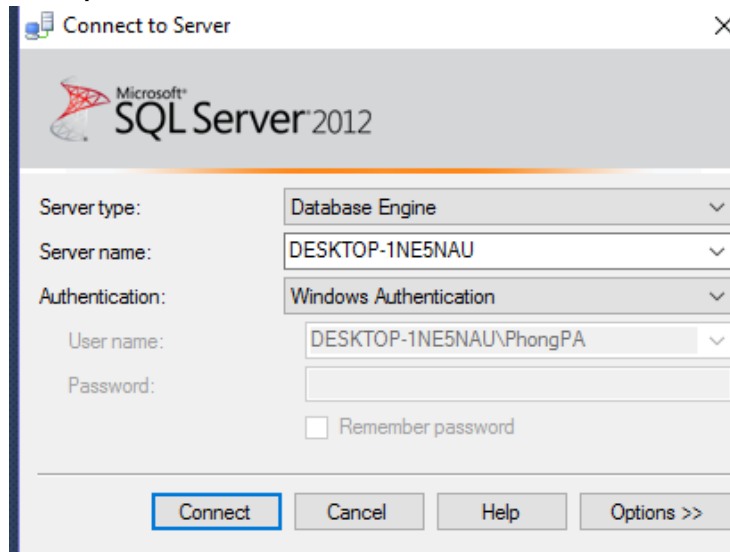 Connect to Server
Microsoft®
SQL Server® 2012
Server type: Database Engine
Server name: DESKTOP-1NE5NAU
Authentication: Windows Authentication
User name: DESKTOP-1NE5NAU\PhongPA
Password:
Remember password
Connect Cancel Help Options >>